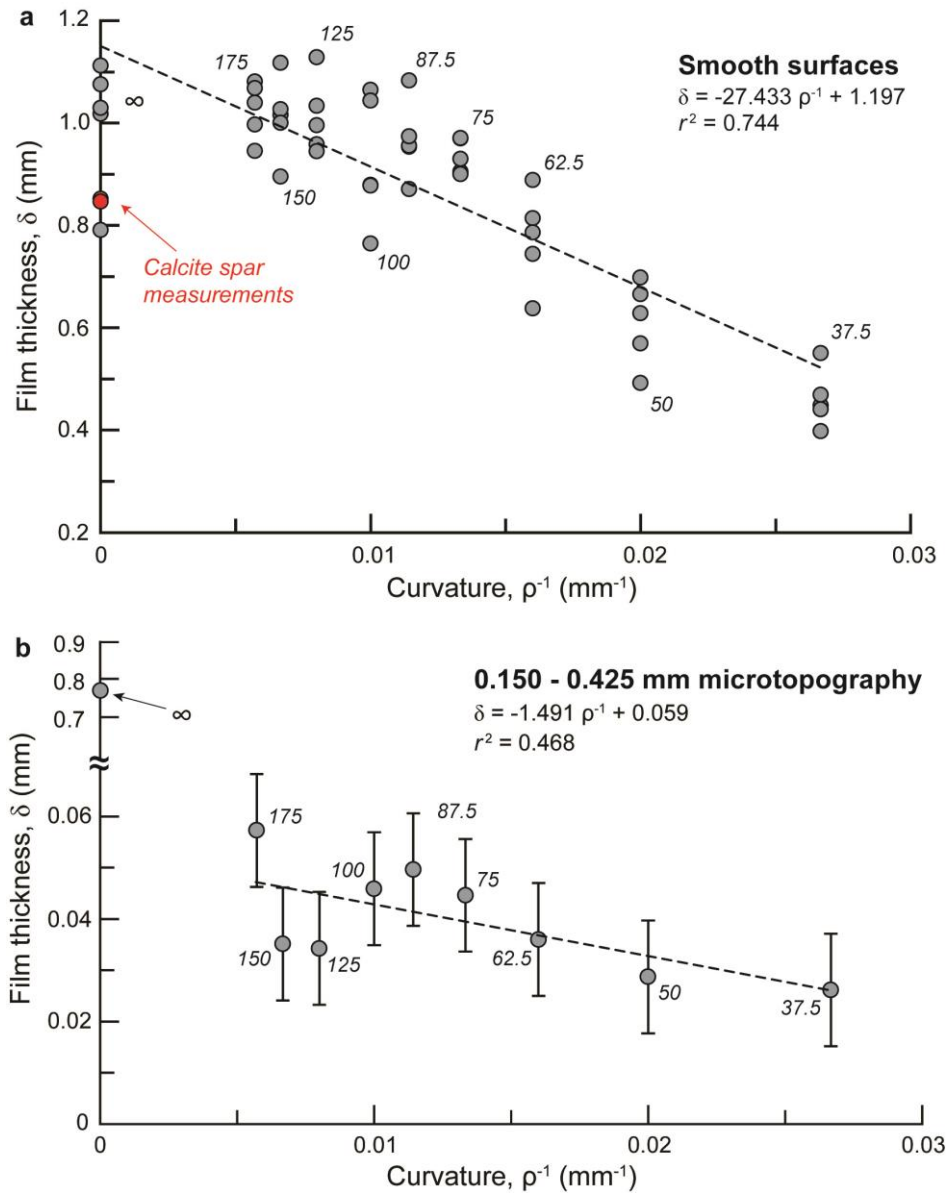 a
1.2
1.0
0.8
0.6
0.4
0.2
Film thickness, δ (mm)
∞
175
125
150
87.5
100
75
62.5
50
37.5
Smooth surfaces
δ = -27.433 ρ⁻¹ + 1.197
r² = 0.744
Calcite spar
measurements
0
0.01
0.02
0.03
Curvature, ρ⁻¹ (mm⁻¹)
b
0.9
0.8
0.7
0.06
0.04
0.02
0
Film thickness, δ (mm)
∞
0.150 - 0.425 mm microtopography
δ = -1.491 ρ⁻¹ + 0.059
r² = 0.468
175
150
125
100
87.5
75
62.5
50
37.5
0
0.01
0.02
0.03
Curvature, ρ⁻¹ (mm⁻¹)